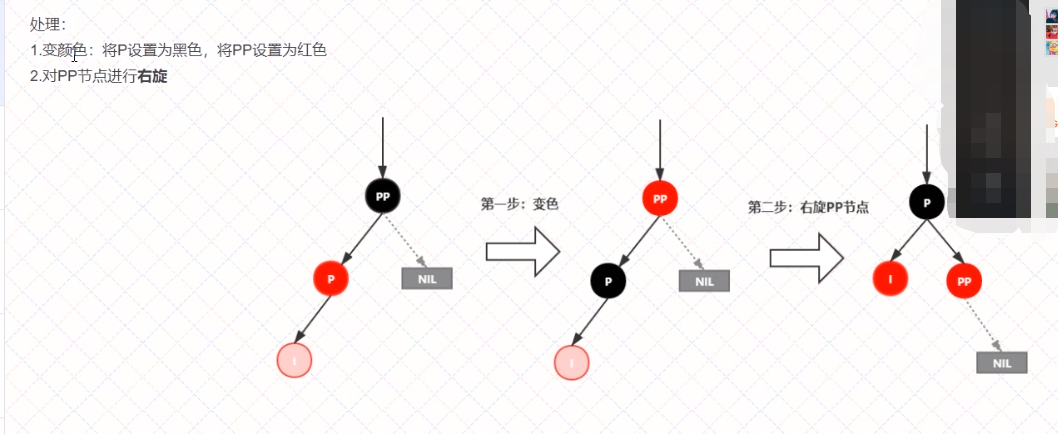 处理：
1.变颜色：将P设置为黑色，将PP设置为红色
2.对PP节点进行右旋
PP
P
NIL
I
第一步：变色
PP
P
NIL
I
第二步：右旋PP节点
P
I
PP
NIL